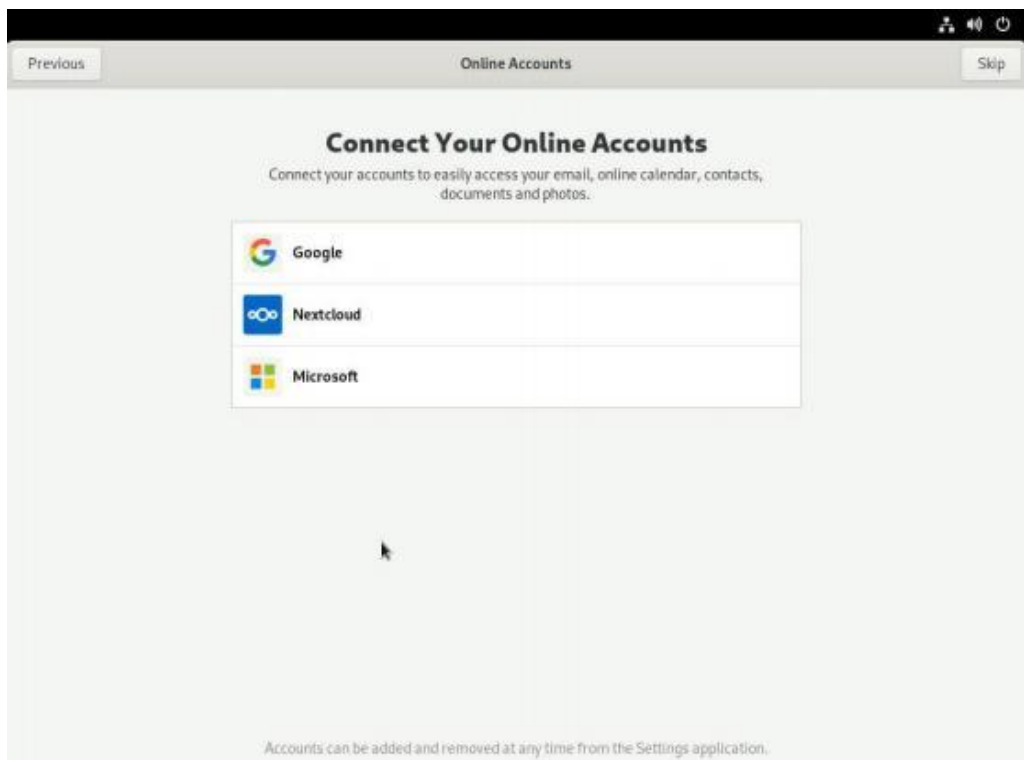 Previous
Online Accounts
Skip
Connect Your Online Accounts
Connect your accounts to easily access your email, online calendar, contacts,
documents and photos.
Google
Nextcloud
Microsoft
Accounts can be added and removed at any time from the Settings application.